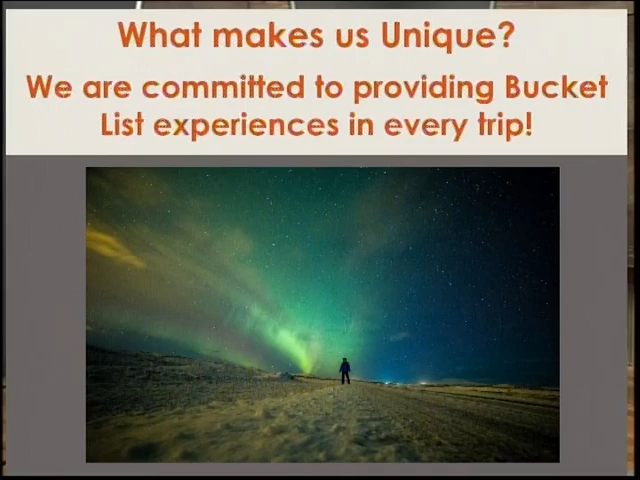 What makes us Unique?
We are committed to providing Bucket
List experiences in every trip!